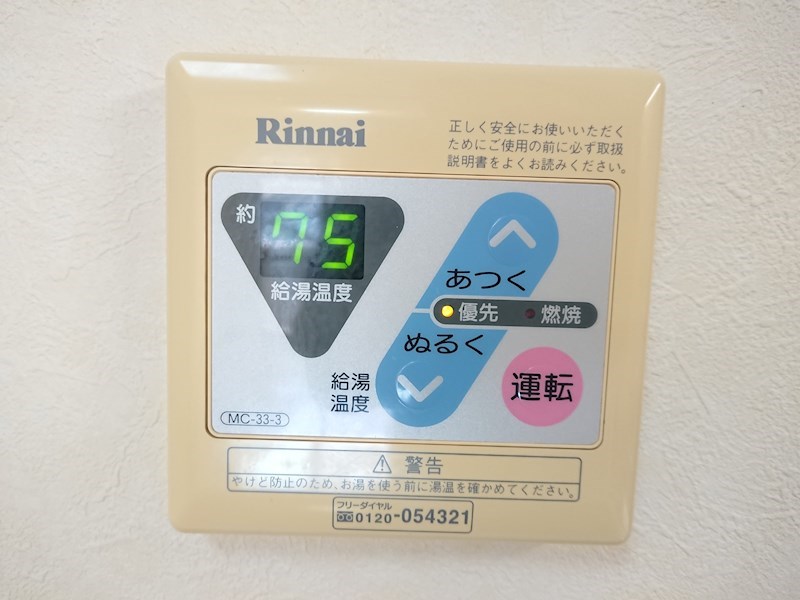 Rinnai
正しく安全にお使いいただく
ためにご使用の前に必ず取扱
説明書をよくお読みください。
約
75
給湯温度
あつく
優先
燃焼
ぬるく
給湯
温度
運転
MC-33-3
⚠ 警告
やけど防止のため、お湯を使う前に湯温を確かめてください。
フリーダイヤル
0120-054321